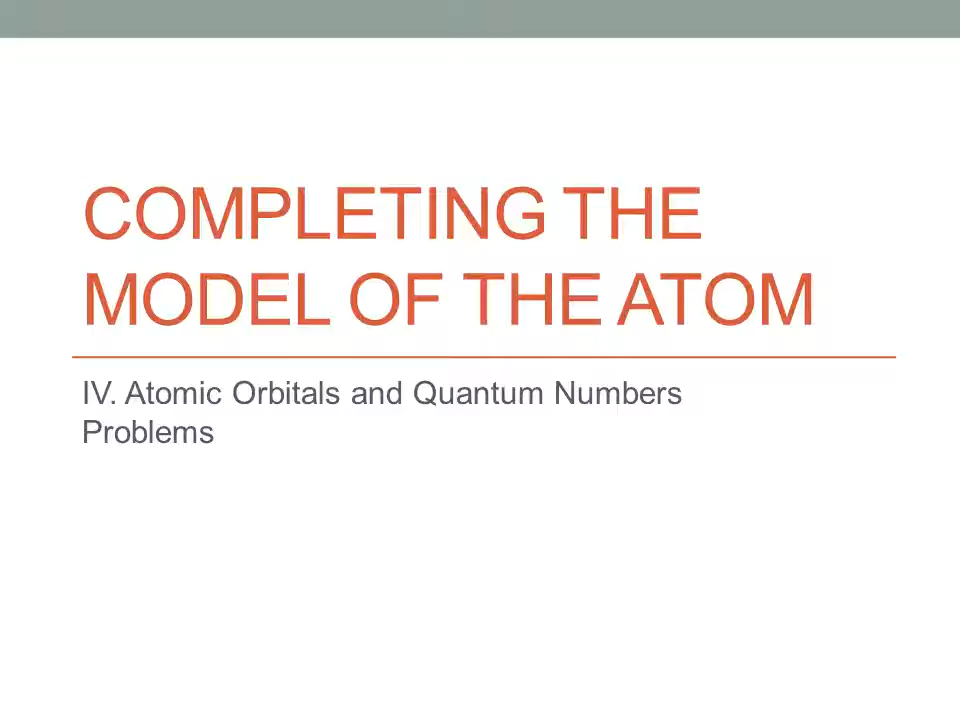 COMPLETING THE
MODEL OF THE ATOM
IV. Atomic Orbitals and Quantum Numbers
Problems